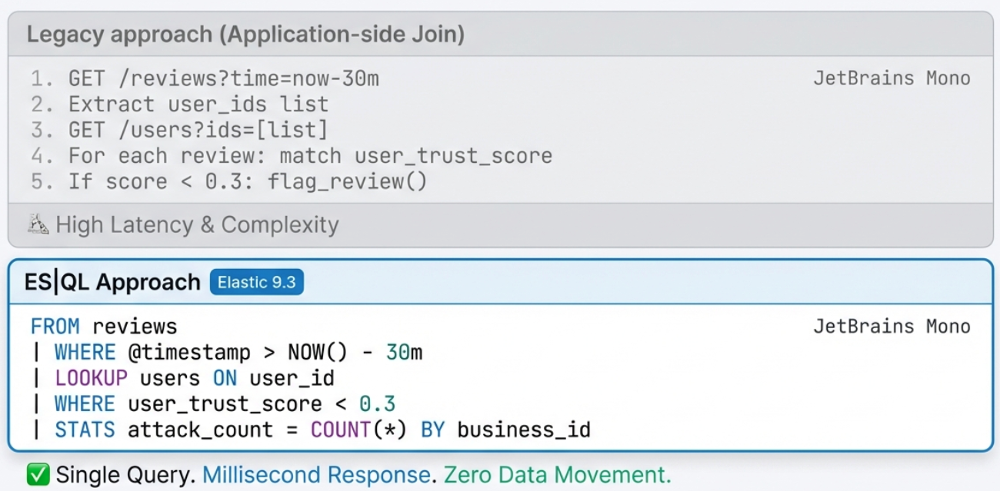 Legacy approach (Application-side Join)
1. GET /reviews?time=now-30m
JetBrains Mono
2. Extract user_ids list
3. GET /users?ids=[list]
4. For each review: match user_trust_score
5. If score < 0.3: flag_review()
High Latency & Complexity
ES|QL Approach Elastic 9.3
FROM reviews
JetBrains Mono
| WHERE @timestamp > NOW() - 30m
| LOOKUP users ON user_id
| WHERE user_trust_score < 0.3
| STATS attack_count = COUNT(*) BY business_id
✅ Single Query. Millisecond Response. Zero Data Movement.